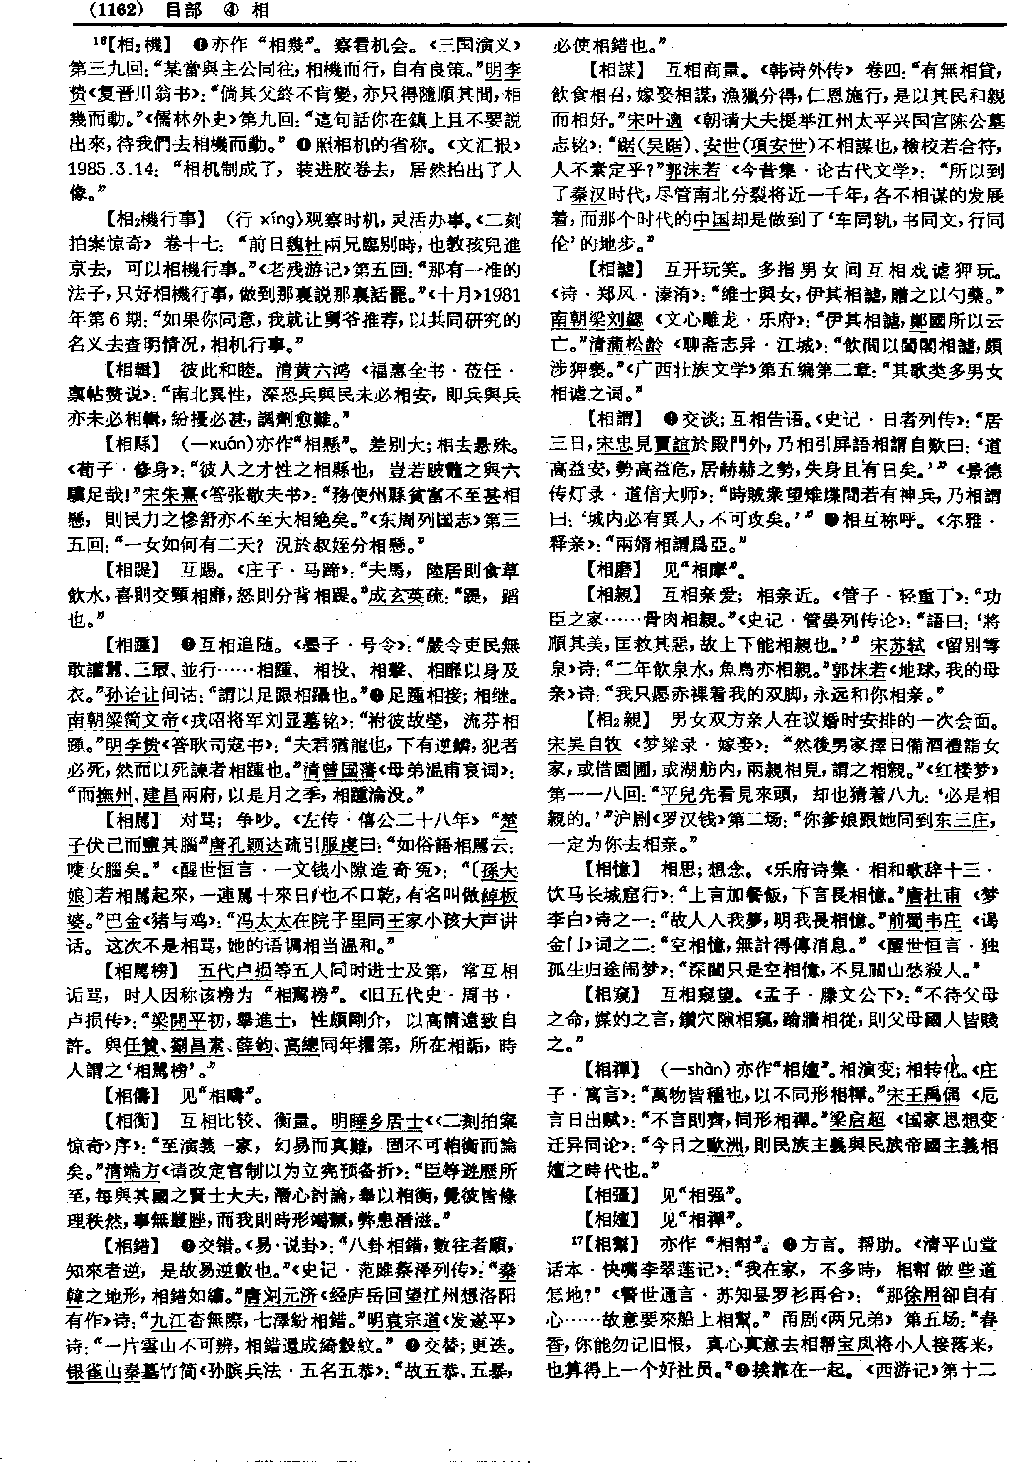 (1162) 目部 ④ 相
¹⁶【相₂機】 ❶亦作“相幾”。察看机会。《三国演义》
第三九回：“某當與主公同往，相機而行，自有良策。”明李
贽《复晋川翁书》：“倘其父終不肯變，亦只得隨順其間，相
幾而動。”《儒林外史》第九回：“這句話你在鎮上且不要説
出來，待我們去相機而動。” ❷照相机的省称。《文汇报》
1985.3.14：“相机制成了，装进胶卷去，居然拍出了人
像。”
【相₂機行事】 （行 xíng）观察时机，灵活办事。《二刻
拍案惊奇》卷十七：“前日魏杜兩兄臨别時，也教孩兒進
京去，可以相機行事。”《老残游记》第五回：“那有一准的
法子，只好相機行事，做到那裏説那裏話罷。”《十月》1981
年第6期：“如果你同意，我就让舅爷推荐，以共同研究的
名义去查明情况，相机行事。”
【相輯】 彼此和睦。清黄六鸿《福惠全书·莅任·
禀帖赘说》：“南北異性，深恐兵與民未必相安，即兵與兵
亦未必相輯，紛擾必甚，調劑愈難。”
【相縣】 （—xuán）亦作“相懸”。差别大；相去悬殊。
《荀子·修身》：“彼人之才性之相縣也，豈若跛鼈之與六
驥足哉！”宋朱熹《答张敬夫书》：“務使州縣貧富不至甚相
懸，則民力之慘舒亦不至大相絶矣。”《东周列国志》第三
五回：“一女如何有二天？況於叔姪分相懸。”
【相踶】 互踢。《庄子·马蹄》：“夫馬，陸居則食草
飲水，喜則交頸相靡，怒則分背相踶。”成玄英疏：“踶，蹈
也。”
【相踵】 ❶互相追随。《墨子·号令》：“嚴令吏民無
敢讙囂、三聚、並行……相踵、相投、相擊、相靡以身及
衣。”孙诒让间诂：“謂以足跟相躡也。”❷足踵相接；相继。
南朝梁简文帝《戎昭将军刘显墓铭》：“祔彼故塋，流芬相
踵。”明李贽《答耿司寇书》：“夫君猶龍也，下有逆鱗，犯者
必死，然而以死諫者相踵也。”清曾国藩《母弟温甫哀词》：
“而撫州、建昌兩府，以是月之季，相踵淪没。”
【相罵】 对骂；争吵。《左传·僖公二十八年》“楚
子伏己而盬其腦”唐孔颖达疏引服虔曰：“如俗語相罵云：
啑女腦矣。”《醒世恒言·一文钱小隙造奇冤》：“〔孫大
娘〕若相罵起來，一連罵十來日也不口乾，有名叫做綽板
婆。”巴金《猪与鸡》：“冯太太在院子里同王家小孩大声讲
话。这次不是相骂，她的语调相当温和。”
【相罵榜】 五代卢损等五人同时进士及第，常互相
诟骂，时人因称该榜为“相罵榜”。《旧五代史·周书·
卢损传》：“梁開平初，舉進士，性頗剛介，以高情遠致自
許。與任贊、劉昌素、薛鈞、高總同年擢第，所在相詬，時
人謂之‘相罵榜’。”
【相儔】 见“相疇”。
【相衡】 互相比较、衡量。明睡乡居士《〈二刻拍案
惊奇〉序》：“至演義一家，幻易而真難，固不可相衡而論
矣。”清端方《请改定官制以为立宪预备折》：“臣等遊歷所
至，每與其國之賢士大夫，潛心討論，舉以相衡，覺彼皆條
理秩然，事無叢脞，而我則時形竭蹶，弊患潛滋。”
【相錯】 ❶交错。《易·说卦》：“八卦相錯，數往者順，
知來者逆，是故易逆數也。”《史记·范雎蔡泽列传》：“秦
韓之地形，相錯如繡。”唐刘元济《经庐岳回望江州想洛阳
有作》诗：“九江杳無際，七澤紛相錯。”明袁宗道《发遂平》
诗：“一片雲山不可辨，相錯還成綺縠紋。” ❷交替；更迭。
银雀山秦墓竹简《孙膑兵法·五名五恭》：“故五恭、五暴，
必使相錯也。”
【相謀】 互相商量。《韩诗外传》卷四：“有無相貸，
飲食相召，嫁娶相謀，漁獵分得，仁恩施行，是以其民和親
而相好。”宋叶適《朝请大夫提举江州太平兴国宫陈公墓
志铭》：“鋸（吴鋸）、安世（項安世）不相謀也，檢校若合符，
人不素定乎？”郭沫若《今昔集·论古代文学》：“所以到
了秦汉时代，尽管南北分裂将近一千年，各不相谋的发展
着，而那个时代的中国却是做到了‘车同轨，书同文，行同
伦’的地步。”
【相謔】 互开玩笑。多指男女间互相戏谑狎玩。
《诗·郑风·溱洧》：“維士與女，伊其相謔，贈之以勺藥。”
南朝梁刘勰《文心雕龙·乐府》：“伊其相謔，鄭國所以云
亡。”清蒲松龄《聊斋志异·江城》：“飲間以閨閣相謔，頗
涉狎褻。”《广西壮族文学》第五编第二章：“其歌类多男女
相谑之词。”
【相謂】 ❶交谈；互相告语。《史记·日者列传》：“居
三日，宋忠見賈誼於殿門外，乃相引屏語相謂自歎曰：‘道
高益安，勢高益危，居赫赫之勢，失身且有日矣。’”《景德
传灯录·道信大师》：“時賊衆望雉堞間若有神兵，乃相謂
曰：‘城内必有異人，不可攻矣。’” ❷相互称呼。《尔雅·
释亲》：“兩婿相謂爲亞。”
【相磨】 见“相摩”。
【相親】 互相亲爱；相亲近。《管子·轻重丁》：“功
臣之家……骨肉相親。”《史记·管晏列传论》：“語曰：‘將
順其美，匡救其惡，故上下能相親也。’” 宋苏轼《留别雩
泉》诗：“二年飲泉水，魚鳥亦相親。”郭沫若《地球，我的母
亲》诗：“我只愿赤裸着我的双脚，永远和你相亲。”
【相₂親】 男女双方亲人在议婚时安排的一次会面。
宋吴自牧《梦粱录·嫁娶》：“然後男家擇日備酒禮詣女
家，或借園圃，或湖舫内，兩親相見，謂之相親。”《红楼梦》
第一一八回：“平兒先看見來頭，却也猜着八九：‘必是相
親的。’”沪剧《罗汉钱》第二场：“你爹娘跟她同到东三庄，
一定为你去相亲。”
【相憶】 相思；想念。《乐府诗集·相和歌辞十三·
饮马长城窟行》：“上言加餐飯，下言長相憶。”唐杜甫《梦
李白》诗之一：“故人入我夢，明我長相憶。”前蜀韦庄《谒
金门》词之二：“空相憶，無計得傳消息。”《醒世恒言·独
孤生归途闹梦》：“深閨只是空相憶，不見關山愁殺人。”
【相窺】 互相窥望。《孟子·滕文公下》：“不待父母
之命，媒妁之言，鑽穴隙相窺，踰牆相從，則父母國人皆賤
之。”
【相禪】 （—shàn）亦作“相嬗”。相演变；相转化。《庄
子·寓言》：“萬物皆種也，以不同形相禪。”宋王禹偁《卮
言日出赋》：“不言則齊，同形相禪。”梁启超《国家思想变
迁异同论》：“今日之歐洲，則民族主義與民族帝國主義相
嬗之時代也。”
【相彊】 见“相强”。
【相嬗】 见“相禪”。
¹⁷【相幫】 亦作“相幇”。❶方言。帮助。《清平山堂
话本·快嘴李翠莲记》：“我在家，不多時，相幫做些道
怎地？”《警世通言·苏知县罗衫再合》：“那徐用卻自有
心……故意要來船上相幫。” 甬剧《两兄弟》第五场：“春
香，你能勿记旧恨，真心真意去相帮宝凤将小人接落来，
也算得上一个好社员。”❷挨靠在一起。《西游记》第十二